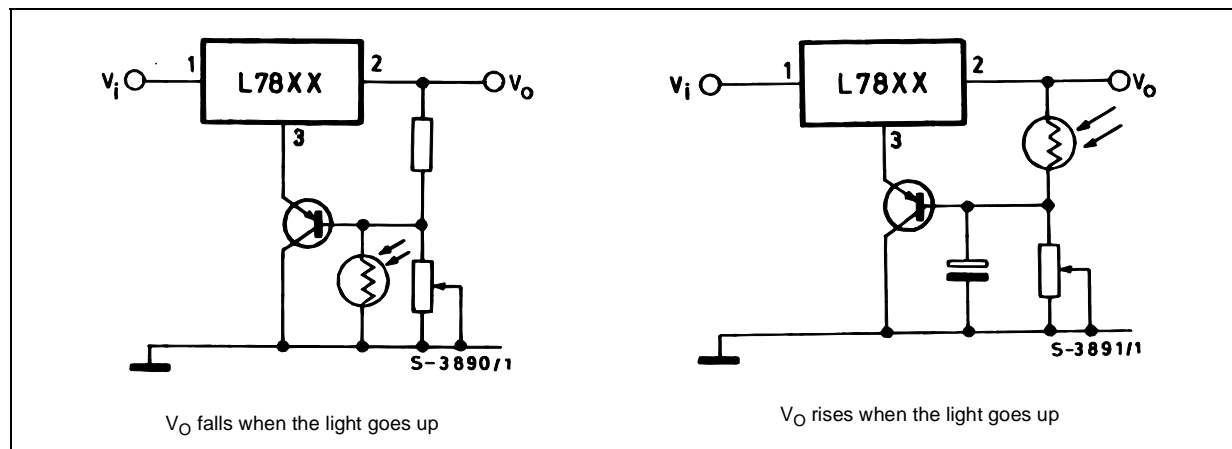 1
2
Vi
L78XX
VO
3
S-3890/1
VO falls when the light goes up
1
2
Vi
L78XX
VO
3
S-3891/1
VO rises when the light goes up